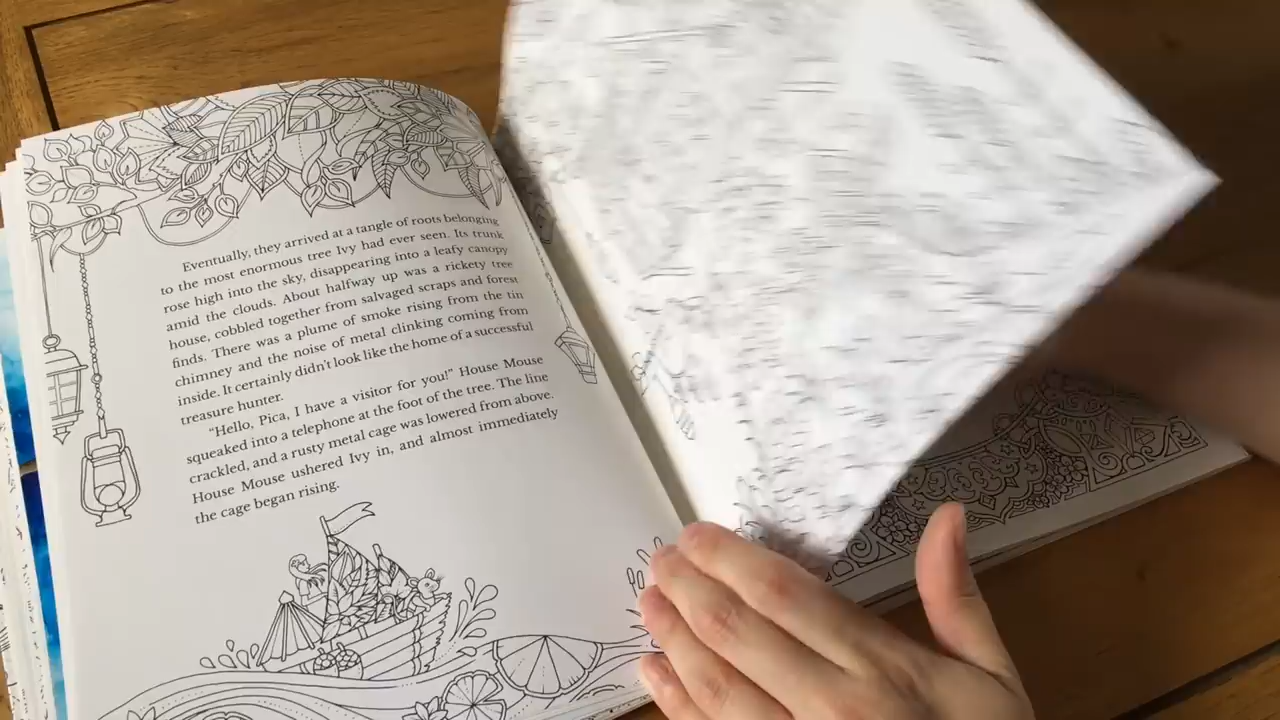 Eventually, they arrived at a tangle of roots belonging
to the most enormous tree Ivy had ever seen. Its trunk
rose high into the sky, disappearing into a leafy canopy
amid the clouds. About halfway up was a rickety tree
house, cobbled together from salvaged scraps and forest
finds. There was a plume of smoke rising from the tin
chimney and the noise of metal clinking coming from
inside. It certainly didn't look like the home of a successful
treasure hunter.
"Hello, Pica, I have a visitor for you!" House Mouse
squeaked into a telephone at the foot of the tree. The line
crackled, and a rusty metal cage was lowered from above.
House Mouse ushered Ivy in, and almost immediately
the cage began rising.